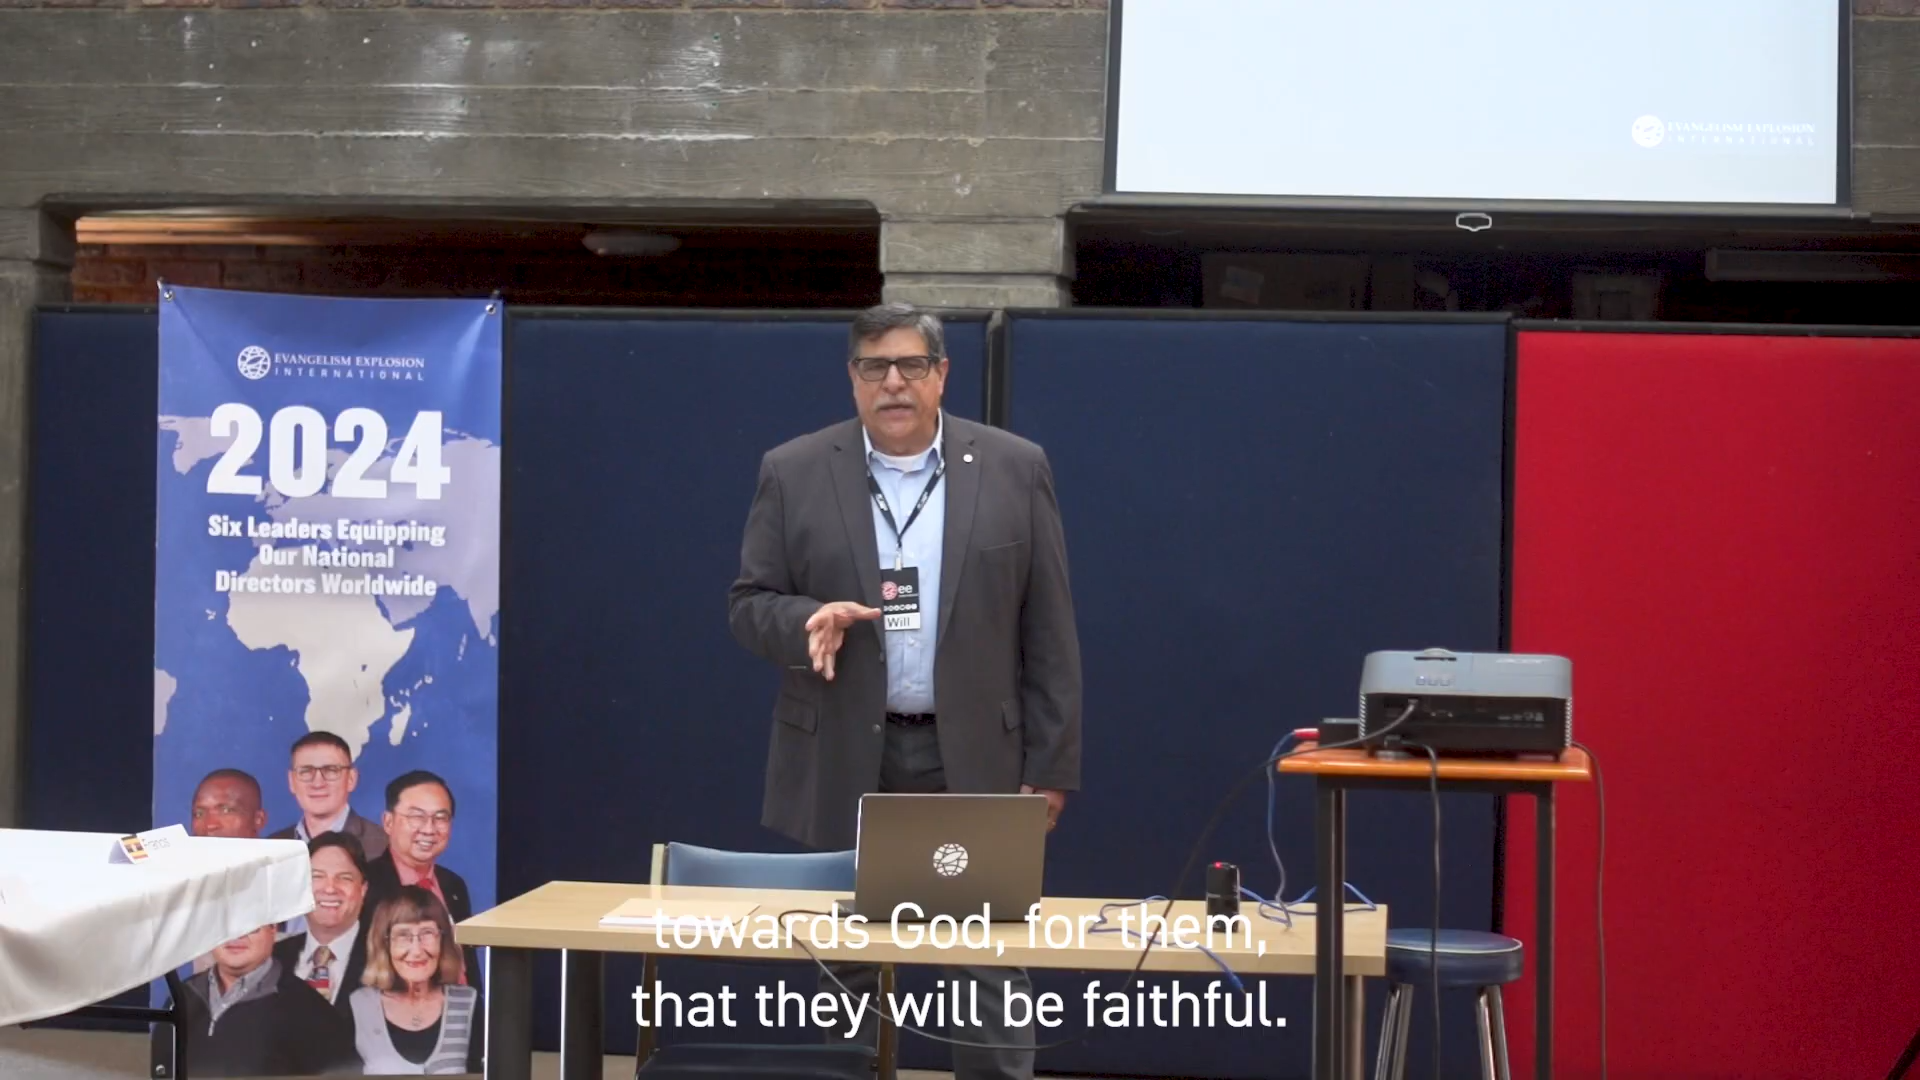 EVANGELISM EXPLOSION
INTERNATIONAL
EVANGELISM EXPLOSION
INTERNATIONAL
2024
Six Leaders Equipping
Our National
Directors Worldwide
ee
Will
acer
towards God, for them,
that they will be faithful.